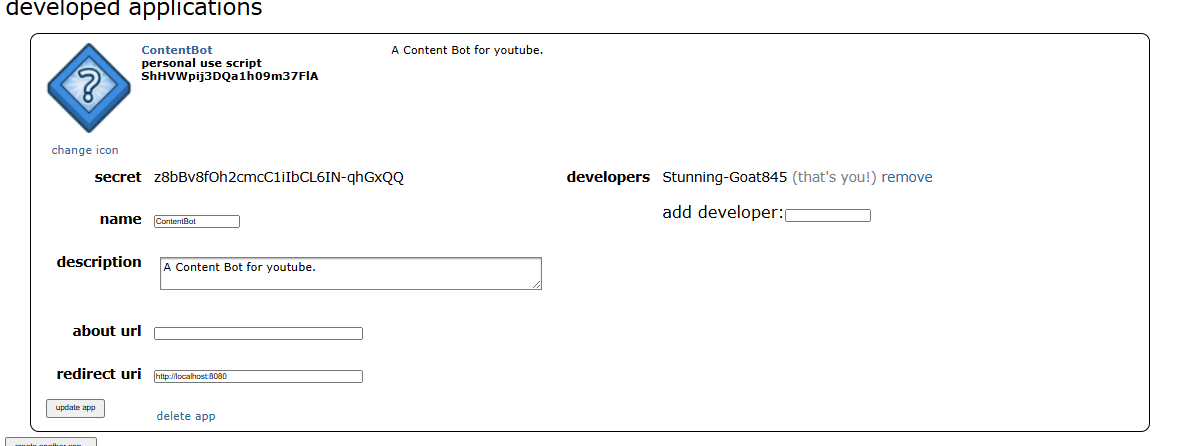 developed applications
ContentBot
A Content Bot for youtube.
personal use script
ShHVWpij3DQa1h09m37FlA
change icon
secret z8bBv8fOh2cmcC1iIbCL6IN-qhGxQQ
developers Stunning-Goat845 (that's you!) remove
name ContentBot
add developer:
description A Content Bot for youtube.
about url
redirect uri http://localhost:8080
update app
delete app